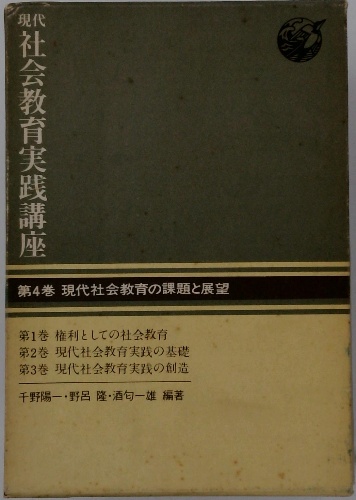 現代
社会教育実践講座
第4巻 現代社会教育の課題と展望
第1巻 権利としての社会教育
第2巻 現代社会教育実践の基礎
第3巻 現代社会教育実践の創造
千野陽一・野呂 隆・酒匂一雄 編著